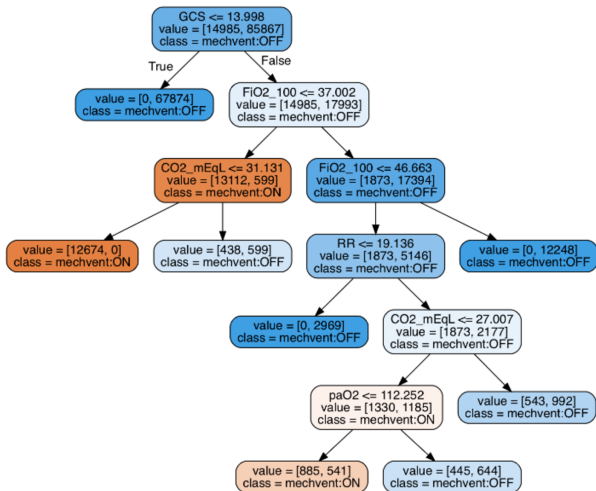 GCS <= 13.998
value = [14985, 85867]
class = mechvent:OFF
True
False
value = [0, 67874]
class = mechvent:OFF
FiO2_100 <= 37.002
value = [14985, 17993]
class = mechvent:OFF
CO2_mEqL <= 31.131
value = [13112, 599]
class = mechvent:ON
FiO2_100 <= 46.663
value = [1873, 17394]
class = mechvent:OFF
value = [12674, 0]
class = mechvent:ON
value = [438, 599]
class = mechvent:OFF
RR <= 19.136
value = [1873, 5146]
class = mechvent:OFF
value = [0, 12248]
class = mechvent:OFF
value = [0, 2969]
class = mechvent:OFF
CO2_mEqL <= 27.007
value = [1873, 2177]
class = mechvent:OFF
paO2 <= 112.252
value = [1330, 1185]
class = mechvent:ON
value = [543, 992]
class = mechvent:OFF
value = [885, 541]
class = mechvent:ON
value = [445, 644]
class = mechvent:OFF